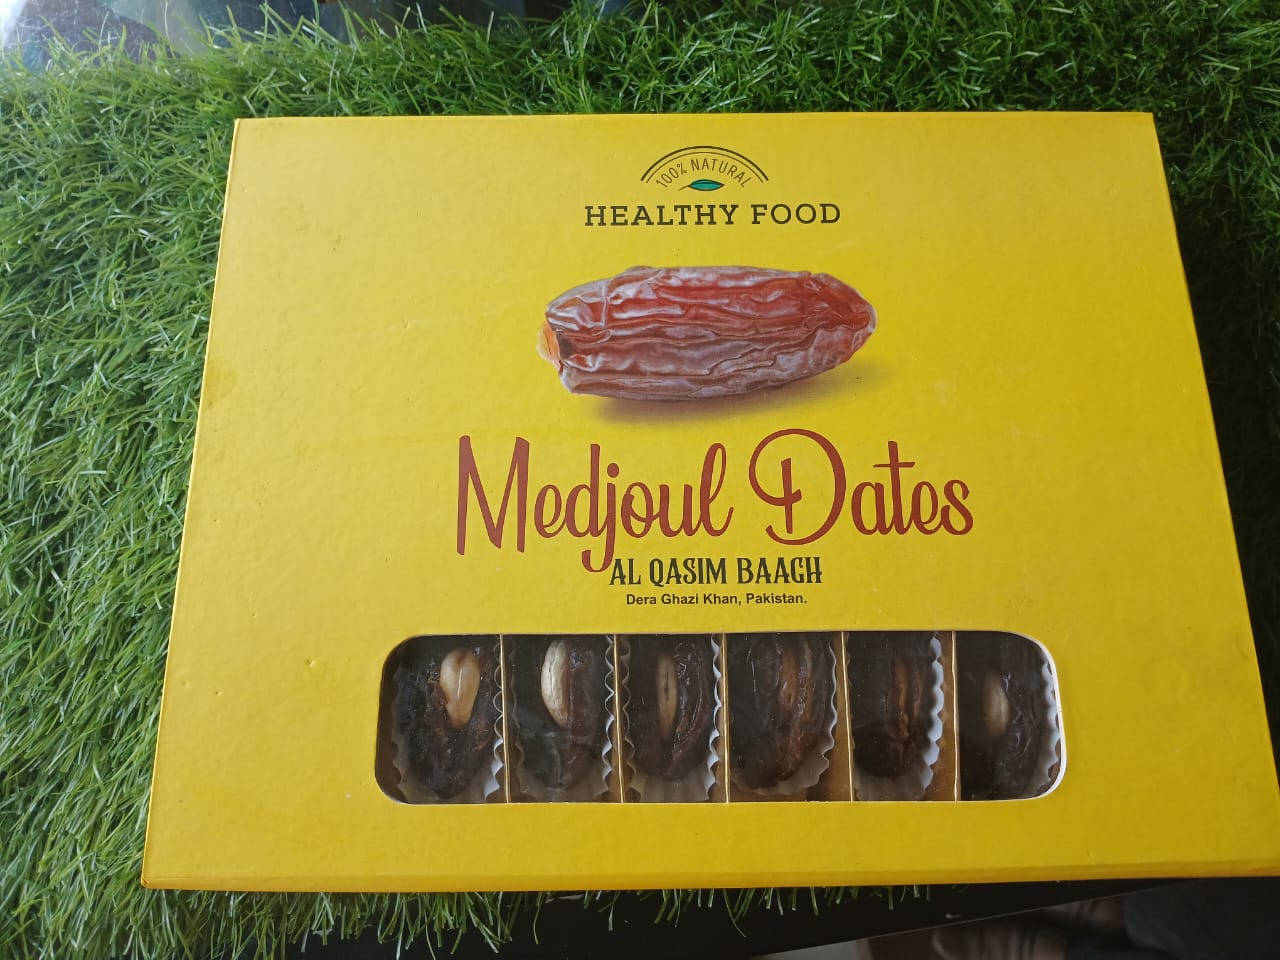 100% NATURAL
HEALTHY FOOD
Medjoul Dates
AL QASIM BAAGH
Dera Ghazi Khan, Pakistan.